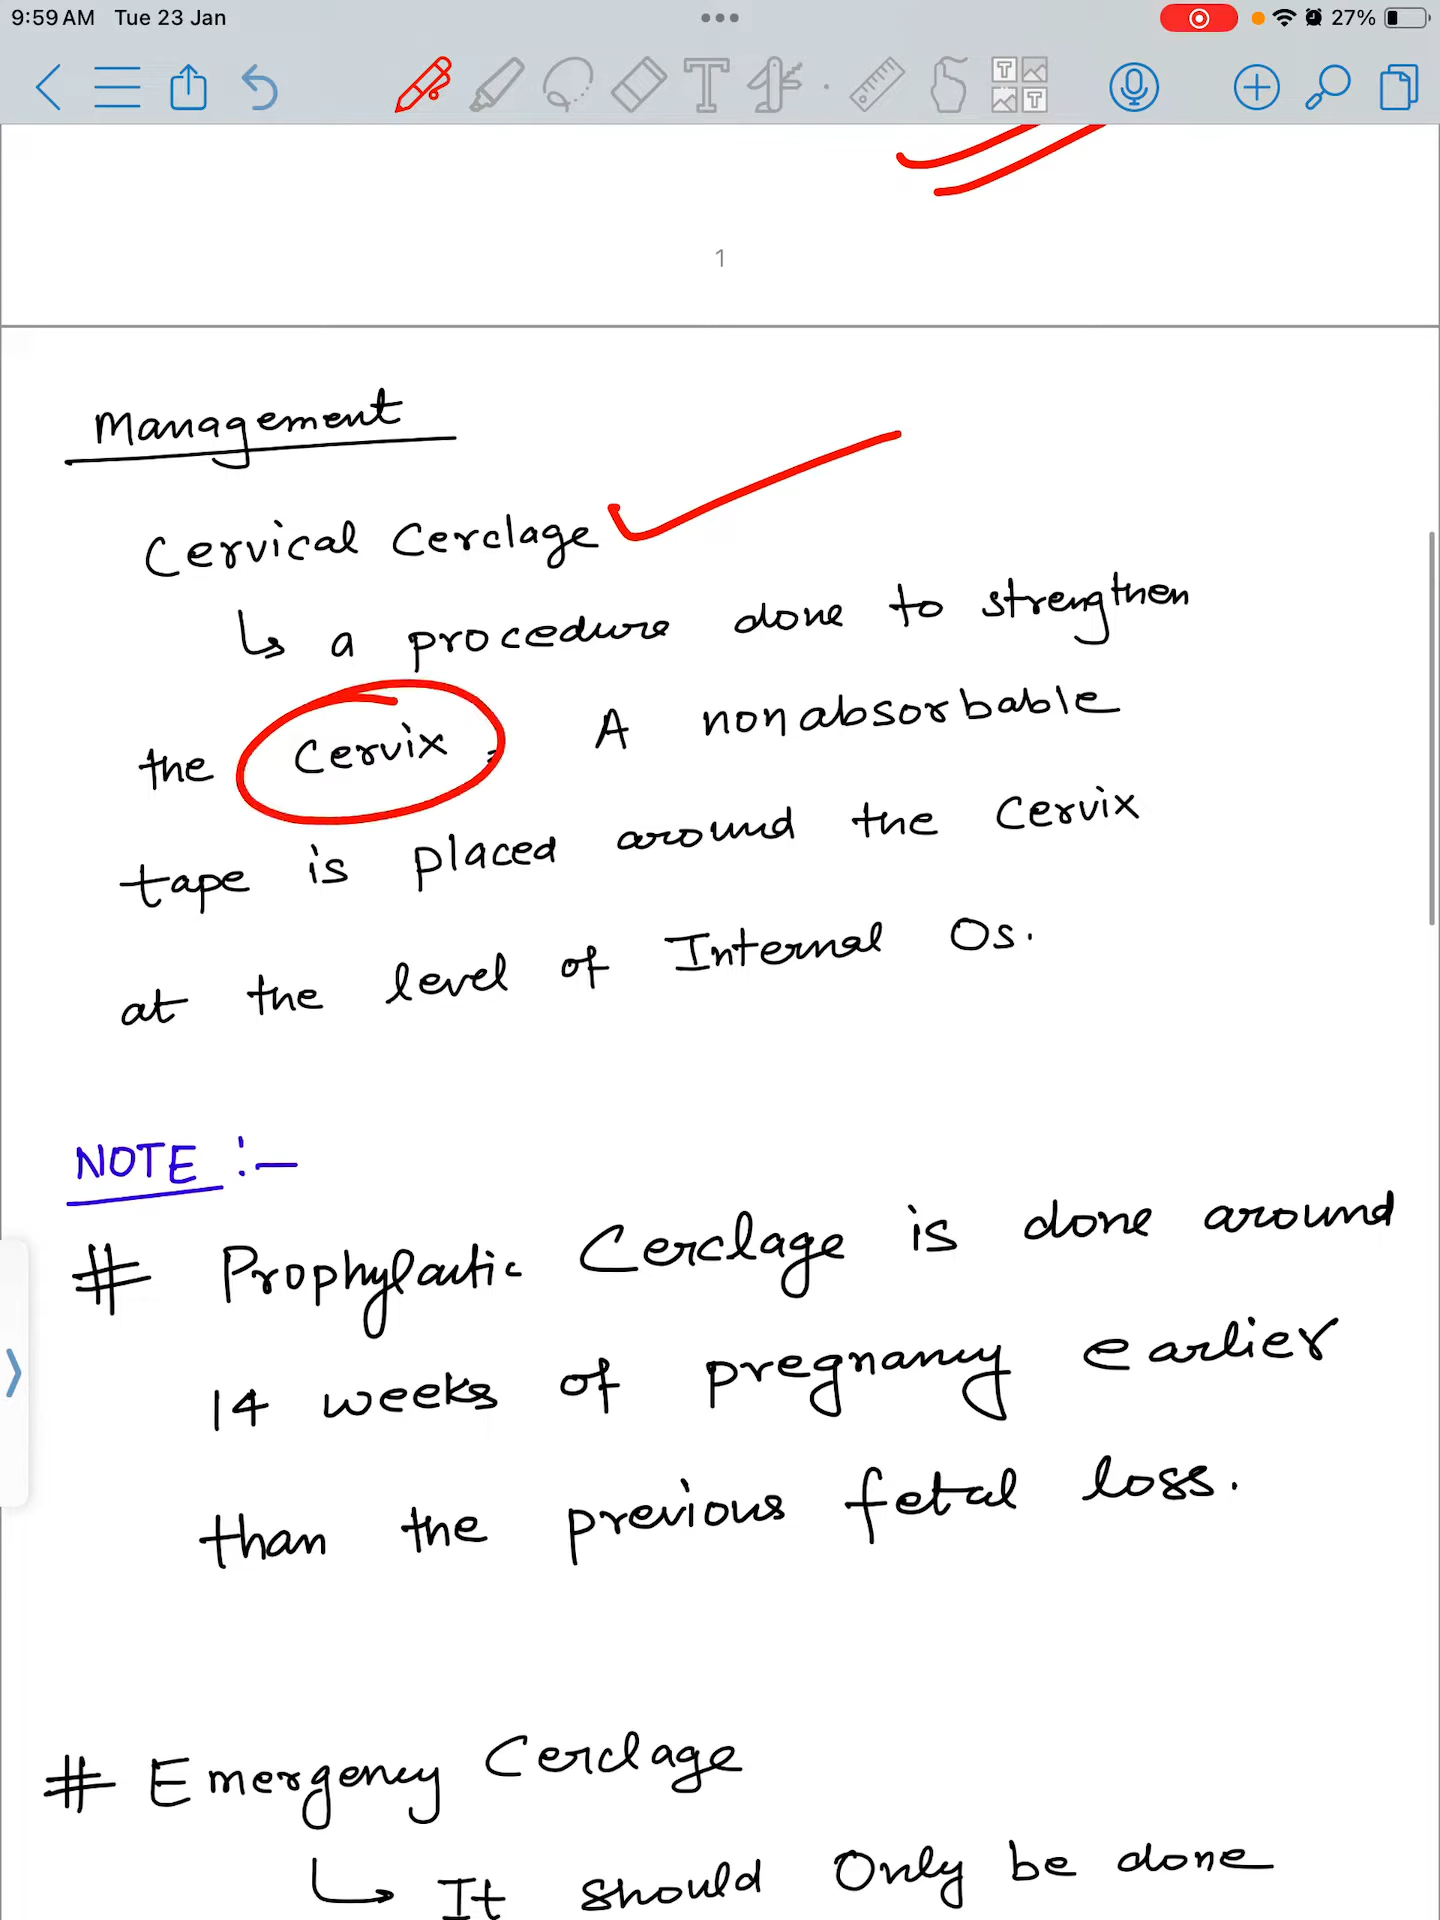 9:59 AM Tue 23 Jan
27%
1
Management
Cervical Cerclage
↳ a procedure done to strengthen
the Cervix. A nonabsorbable
tape is placed around the Cervix
at the level of Internal Os.
NOTE :-
# Prophylactic Cerclage is done around
14 weeks of pregnancy earlier
than the previous fetal loss.
# Emergency Cerclage
↳ It should Only be done